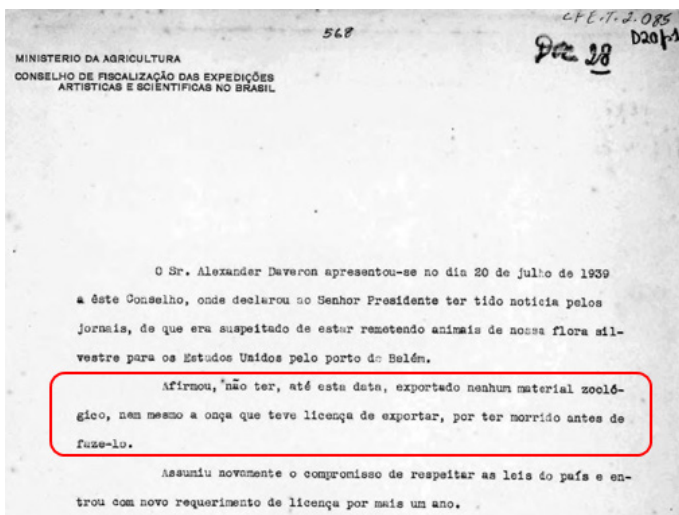 568
CFE.T.2.085
Doc 28
D20p1
MINISTERIO DA AGRICULTURA
CONSELHO DE FISCALIZAÇÃO DAS EXPEDIÇÕES
ARTISTICAS E SCIENTIFICAS NO BRASIL
O Sr. Alexander Daveron apresentou-se no dia 20 de julho de 1939
a êste Conselho, onde declarou ao Senhor Presidente ter tido noticia pelos
jornais, de que era suspeitado de estar remetendo animais de nossa flora sil-
vestre para os Estados Unidos pelo porto de Belém.
Afirmou, não ter, até esta data, exportado nenhum material zooló-
gico, nem mesmo a onça que teve licença de exportar, por ter morrido antes de
faze-lo.
Assumiu novamente o compromisso de respeitar as leis do país e en-
trou com novo requerimento de licença por mais um ano.